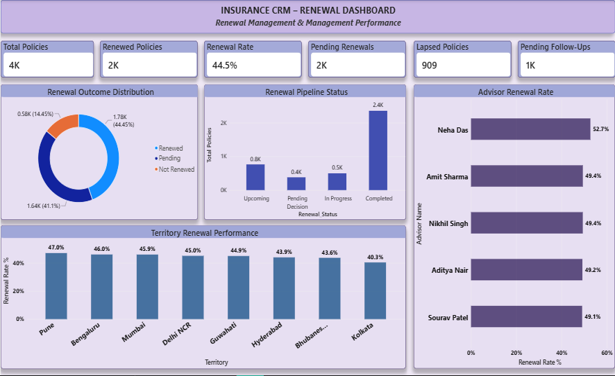 INSURANCE CRM – RENEWAL DASHBOARD
Renewal Management & Management Performance
Total Policies
4K
Renewed Policies
2K
Renewal Rate
44.5%
Pending Renewals
2K
Lapsed Policies
909
Pending Follow-Ups
1K
Renewal Outcome Distribution
0.58K (14.45%)
1.78K
(44.45%)
1.64K (41.1%)
Renewed
Pending
Not Renewed
Renewal Pipeline Status
Total Policies
2K
1K
0K
0.8K
0.4K
0.5K
2.4K
Upcoming
Pending
Decision
In Progress
Completed
Renewal Status
Advisor Renewal Rate
Advisor Name
Neha Das
52.7%
Amit Sharma
49.4%
Nikhil Singh
49.4%
Aditya Nair
49.2%
Sourav Patel
49.1%
0%
20%
40%
60%
Renewal Rate %
Territory Renewal Performance
Renewal Rate %
40%
20%
0%
47.0%
46.0%
45.9%
45.0%
44.9%
43.9%
43.6%
40.3%
Pune
Bengaluru
Mumbai
Delhi NCR
Guwahati
Hyderabad
Bhubanes...
Kolkata
Territory